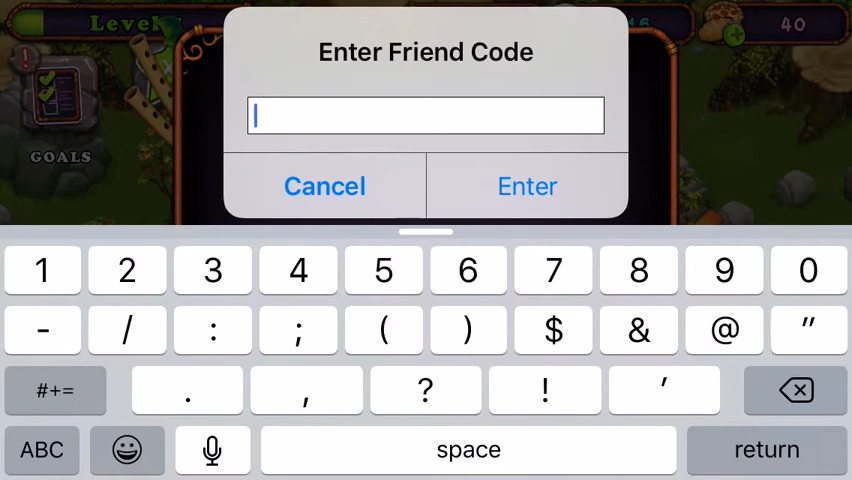 Level
40
Enter Friend Code
GOALS
Cancel Enter
1 2 3 4 5 6 7 8 9 0
- / : ; ( ) $ & @ "
#+= . , ? ! '
ABC space return